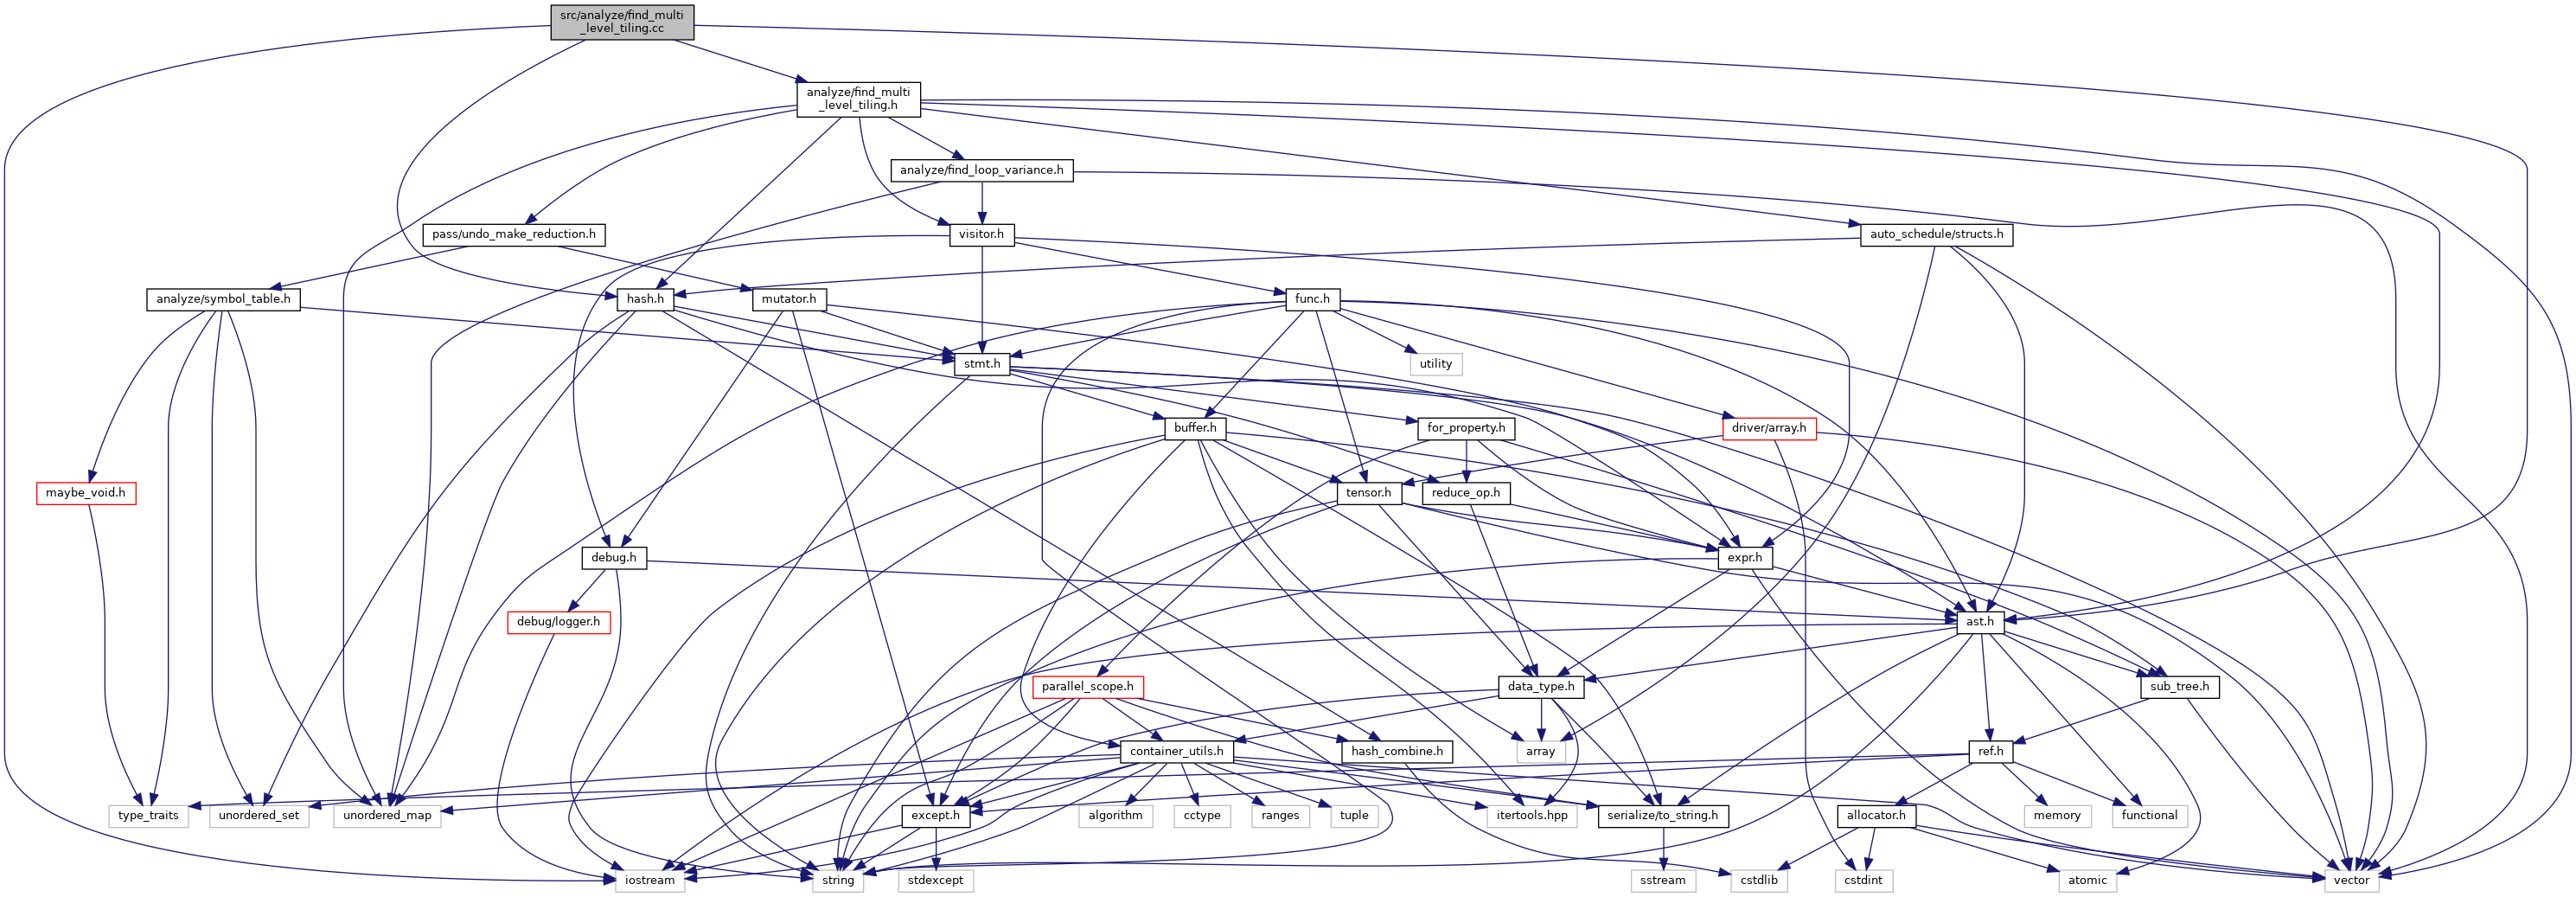 src/analyze/find_multi
_level_tiling.cc
analyze/find_multi
_level_tiling.h
analyze/find_loop_variance.h
pass/undo_make_reduction.h
visitor.h
auto_schedule/structs.h
analyze/symbol_table.h
hash.h
mutator.h
func.h
stmt.h
utility
buffer.h
for_property.h
driver/array.h
maybe_void.h
tensor.h
reduce_op.h
debug.h
expr.h
debug/logger.h
ast.h
parallel_scope.h
data_type.h
sub_tree.h
container_utils.h
hash_combine.h
array
ref.h
type_traits
unordered_set
unordered_map
except.h
algorithm
cctype
ranges
tuple
itertools.hpp
serialize/to_string.h
allocator.h
memory
functional
iostream
string
stdexcept
sstream
cstdlib
cstdint
atomic
vector